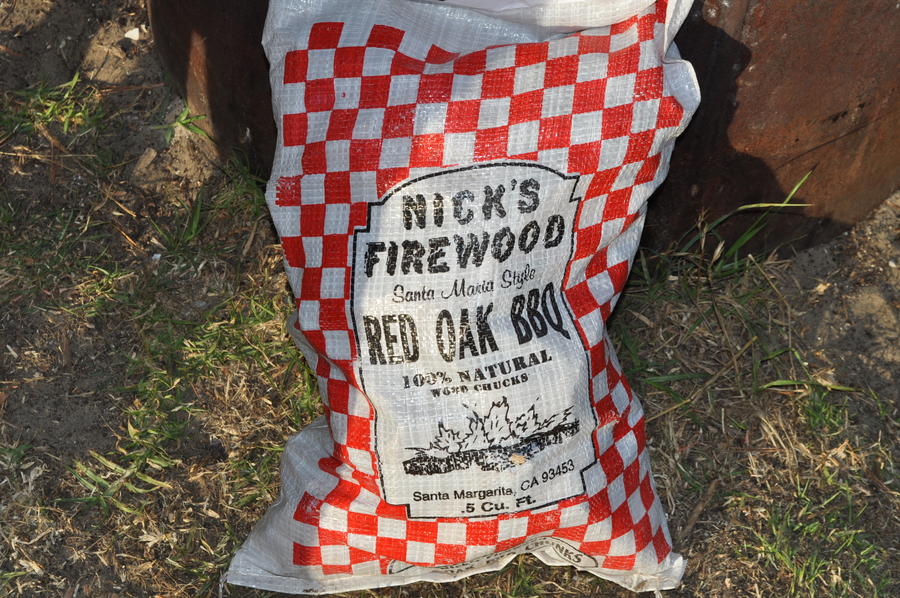 NICK'S
FIREWOOD
Santa Maria Style
RED OAK BBQ
100% NATURAL
WOOD CHUCKS
Santa Margarita, CA 93453
.5 Cu. Ft.